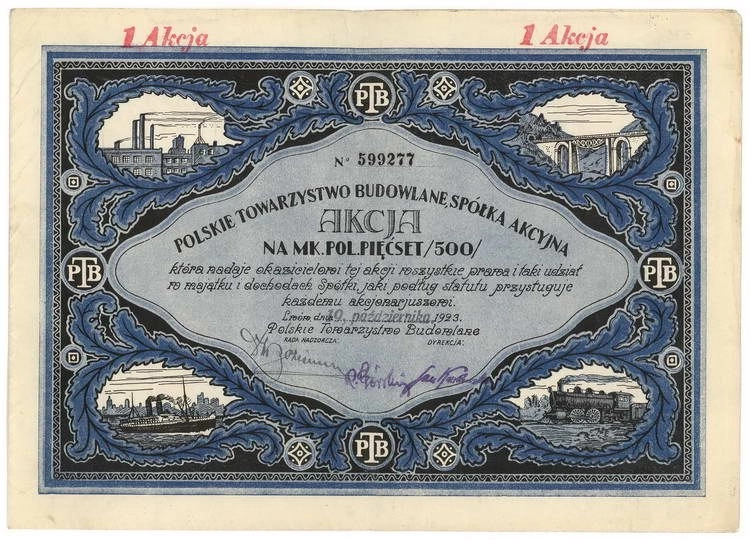 1 Akcja
1 Akcja
PTB
Nº 599277
POLSKIE TOWARZYSTWO BUDOWLANE, SPÓŁKA AKCYJNA
AKCJA
NA MK. POL. PIĘĆSET/500/
która nadaje okazicielowi tej akcji wszystkie prawa i taki udział
w majątku i dochodach Spółki, jaki podług statutu przysługuje
każdemu akcjonarjuszowi.
Lwów, dnia 19. października 1923.
PTB
PTB
Polskie Towarzystwo Budowlane
RADA NADZORCZA:
DYREKCJA:
PTB